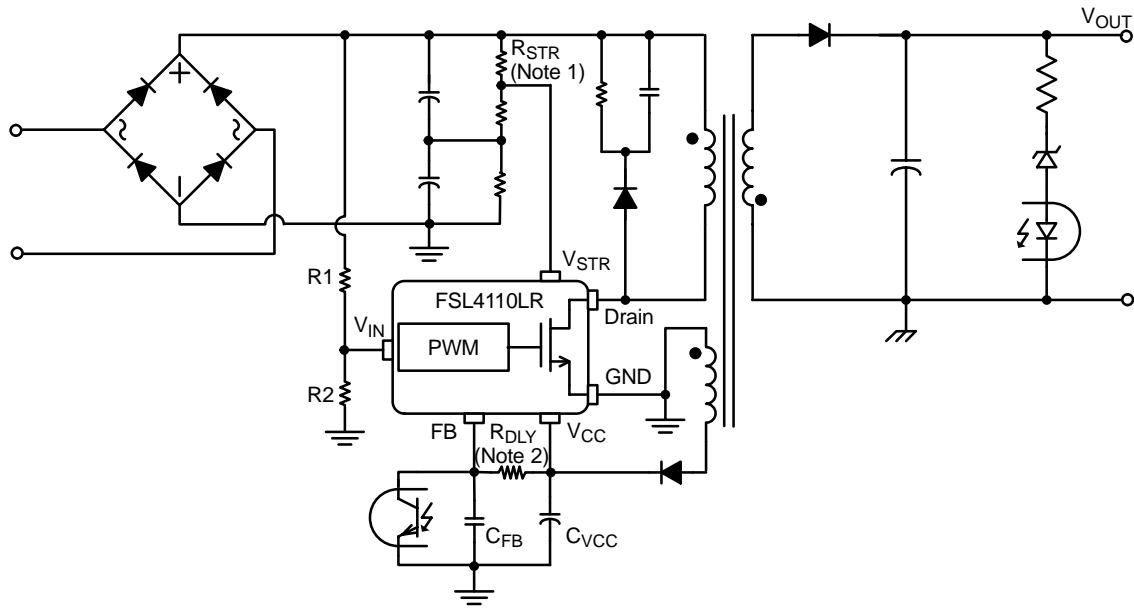 V_OUT
+
R_STR
(Note 1)
~
~
−
V_STR
R1
FSL4110LR
Drain
V_IN
PWM
GND
R2
FB
R_DLY
V_CC
(Note 2)
C_FB
C_VCC